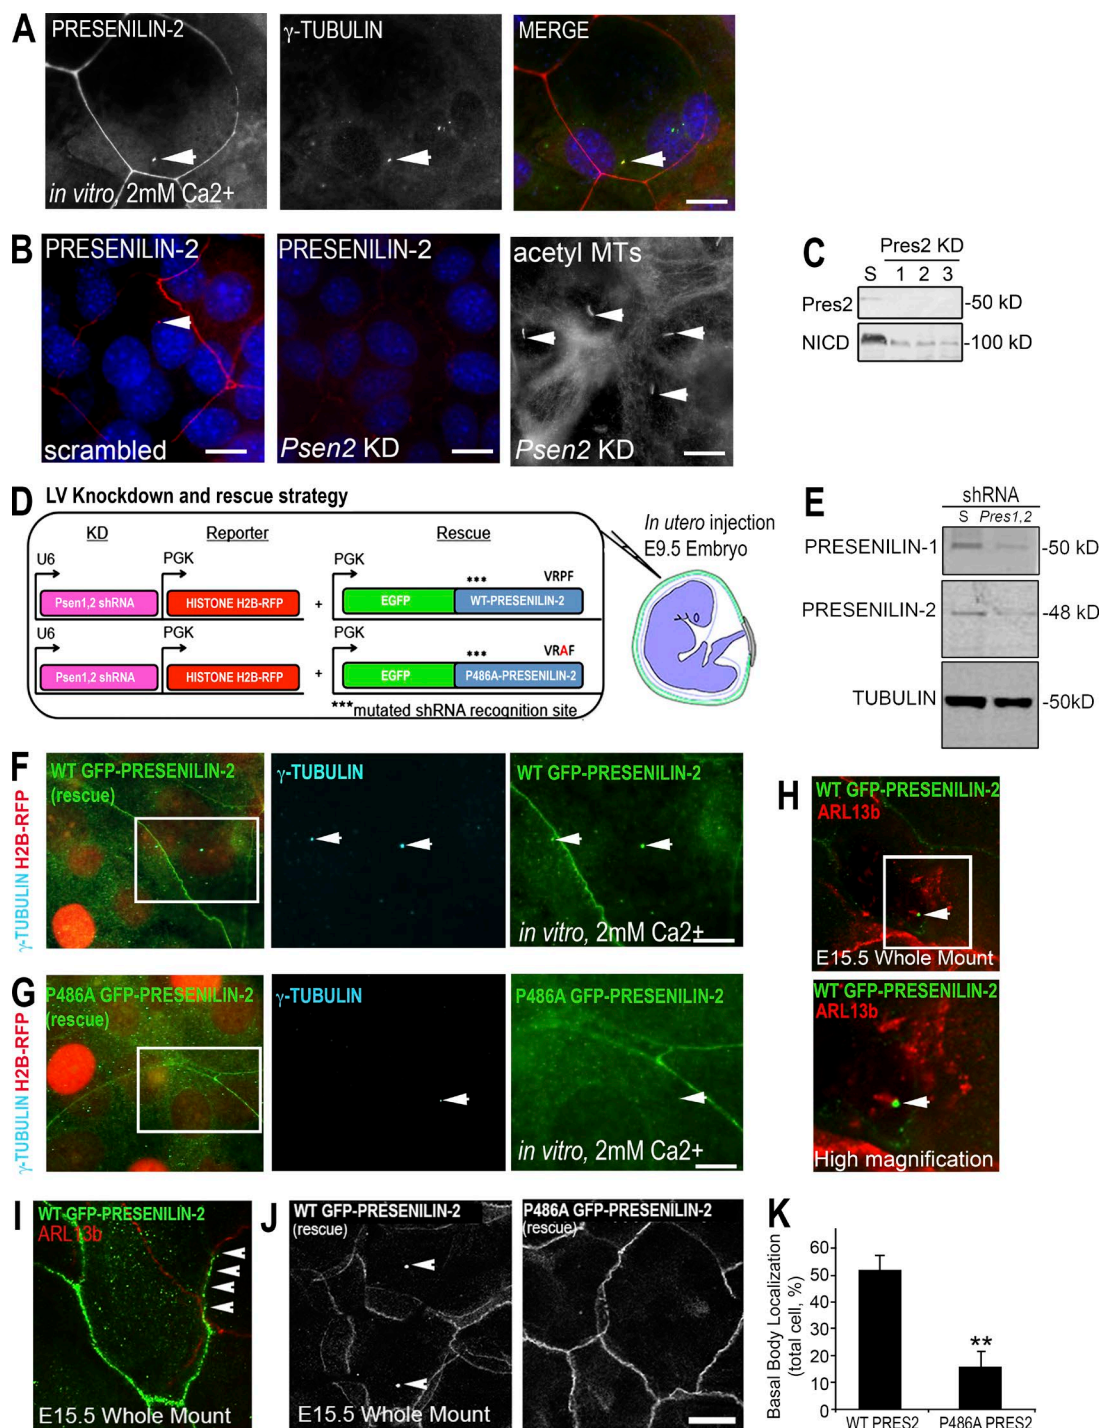 A
PRESENILIN-2
γ-TUBULIN
MERGE
in vitro, 2mM Ca2+
B
PRESENILIN-2
PRESENILIN-2
acetyl MTs
scrambled
Psen2 KD
Psen2 KD
C
Pres2 KD
S 1 2 3
Pres2
-50 kD
NICD
-100 kD
D LV Knockdown and rescue strategy
KD
Reporter
Rescue
U6
PGK
PGK
*** VRPF
Psen1,2 shRNA
HISTONE H2B-RFP
+
EGFP
WT-PRESENILIN-2
U6
PGK
PGK
*** VRAF
Psen1,2 shRNA
HISTONE H2B-RFP
+
EGFP
P486A-PRESENILIN-2
***mutated shRNA recognition site
In utero injection
E9.5 Embryo
E
shRNA
S Pres1,2
PRESENILIN-1
-50 kD
PRESENILIN-2
-48 kD
TUBULIN
-50kD
F
γ-TUBULIN H2B-RFP
WT GFP-PRESENILIN-2
(rescue)
γ-TUBULIN
WT GFP-PRESENILIN-2
in vitro, 2mM Ca2+
G
γ-TUBULIN H2B-RFP
P486A GFP-PRESENILIN-2
(rescue)
γ-TUBULIN
P486A GFP-PRESENILIN-2
in vitro, 2mM Ca2+
H
WT GFP-PRESENILIN-2
ARL13b
E15.5 Whole Mount
WT GFP-PRESENILIN-2
ARL13b
High magnification
I
WT GFP-PRESENILIN-2
ARL13b
E15.5 Whole Mount
J
WT GFP-PRESENILIN-2
(rescue)
P486A GFP-PRESENILIN-2
(rescue)
E15.5 Whole Mount
K
Basal Body Localization
(total cell, %)
60
50
40
30
20
10
0
**
WT PRES2
P486A PRES2